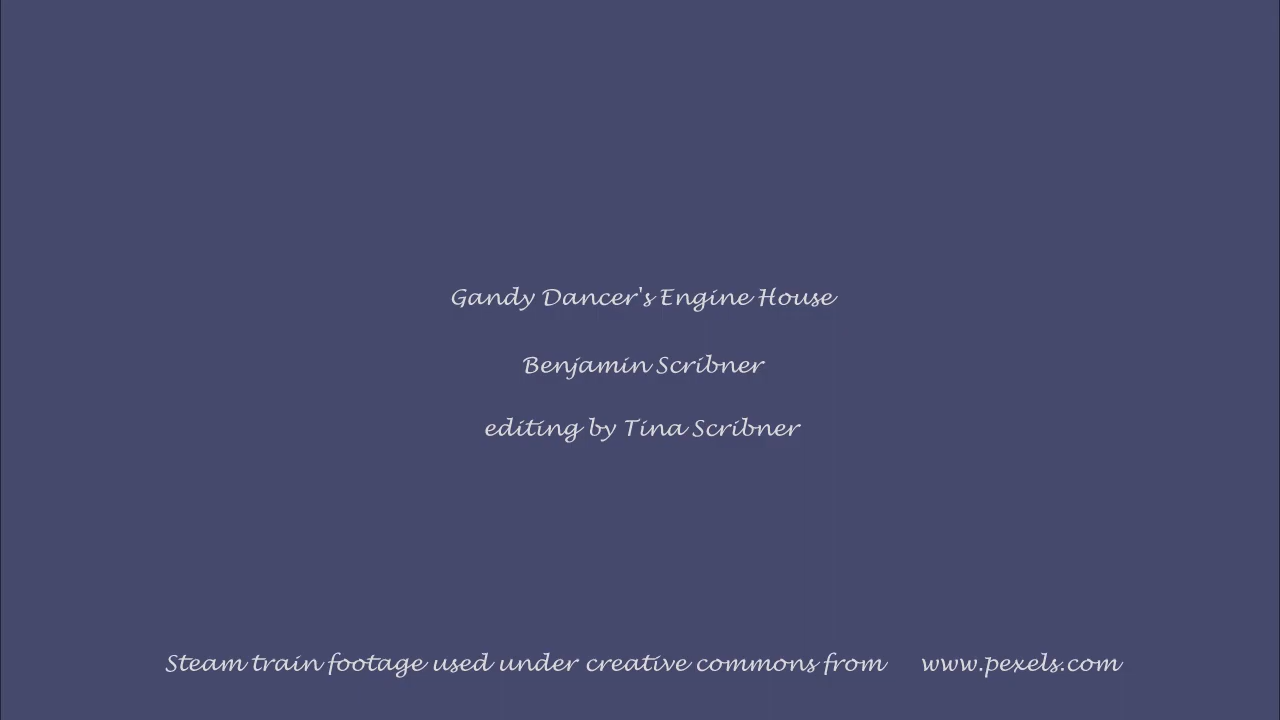 Gandy Dancer's Engine House
Benjamin Scribner
editing by Tina Scribner
Steam train footage used under creative commons from www.pexels.com